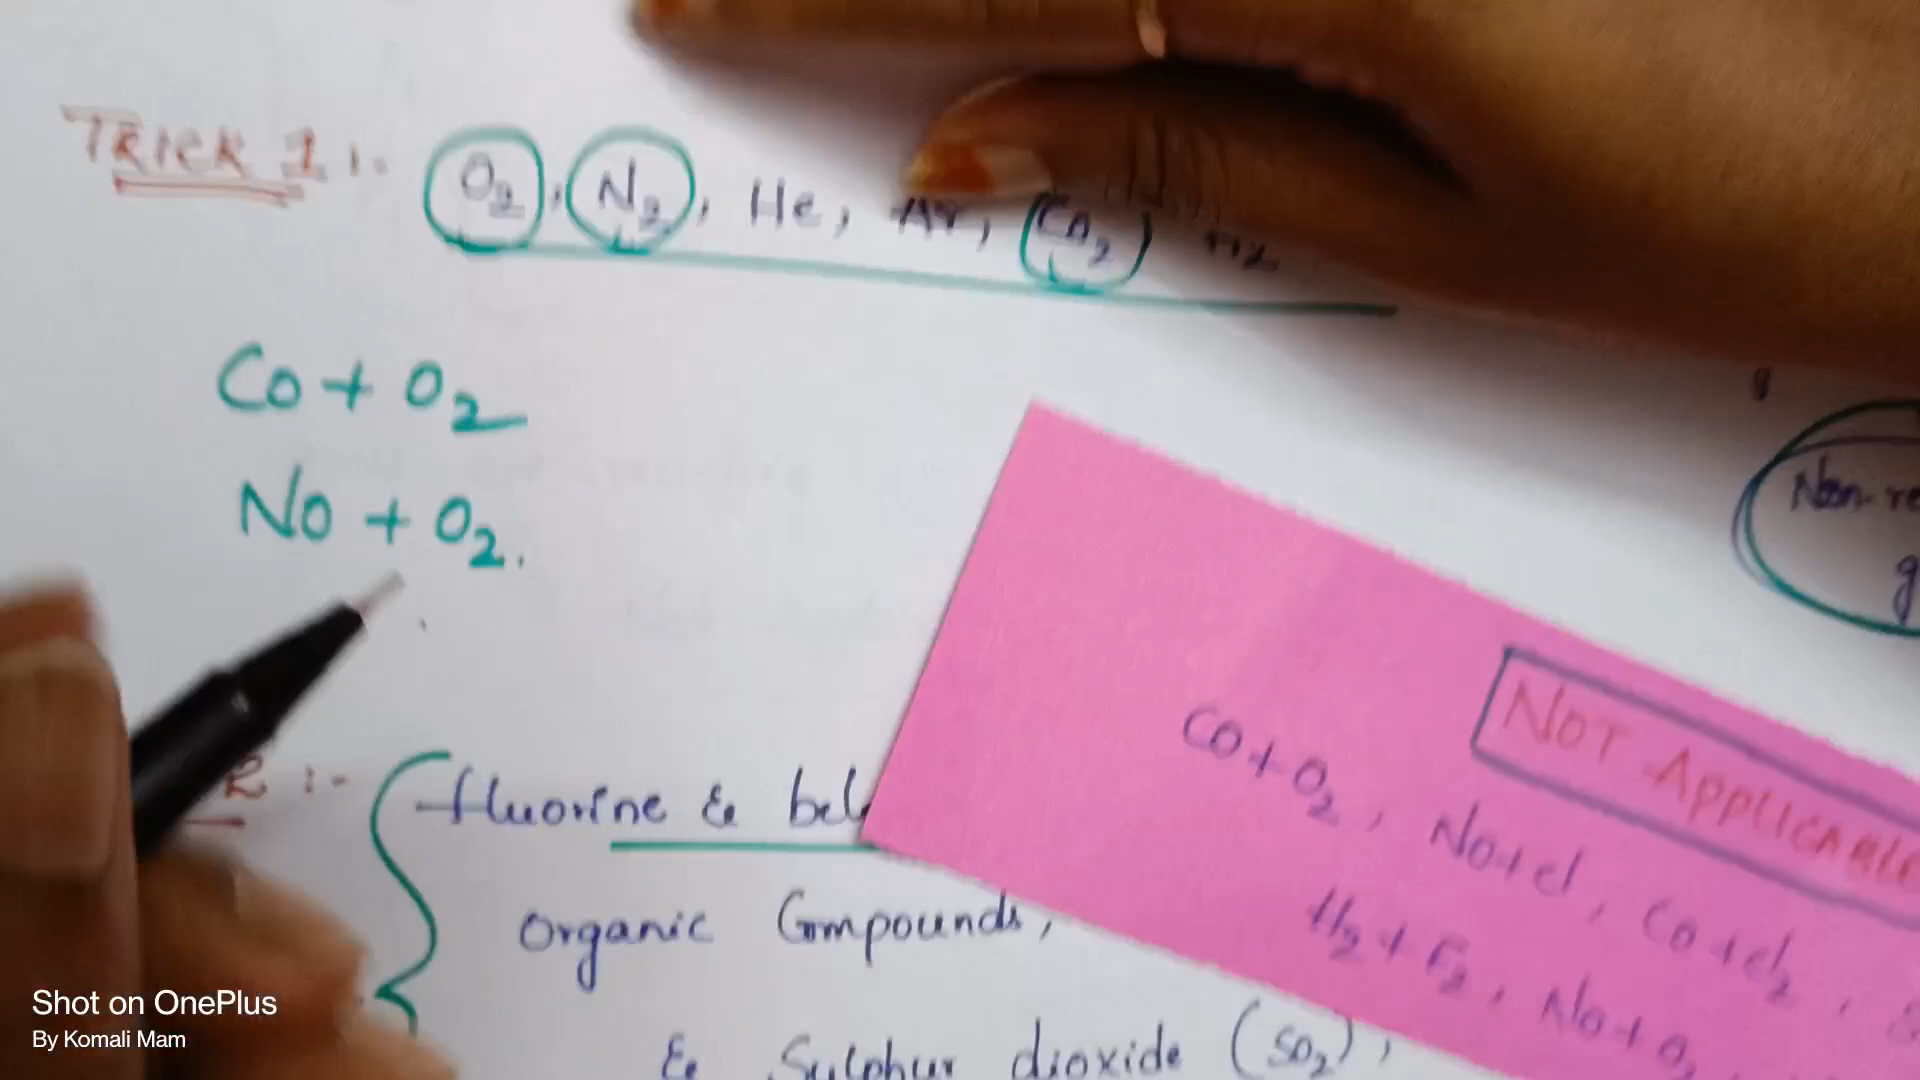 TRICK 1 :-
O2, N2, He, Ar, CO2,
Co + O2
No + O2.
2 :-
fluorine & bel
organic Compounds,
& Sulphur dioxide (SO2),
Non-re
g
NOT APPLICABLE
CO+O2, No+cl, Co+cl2,
H2+F2, No+O2
Shot on OnePlus
By Komali Mam